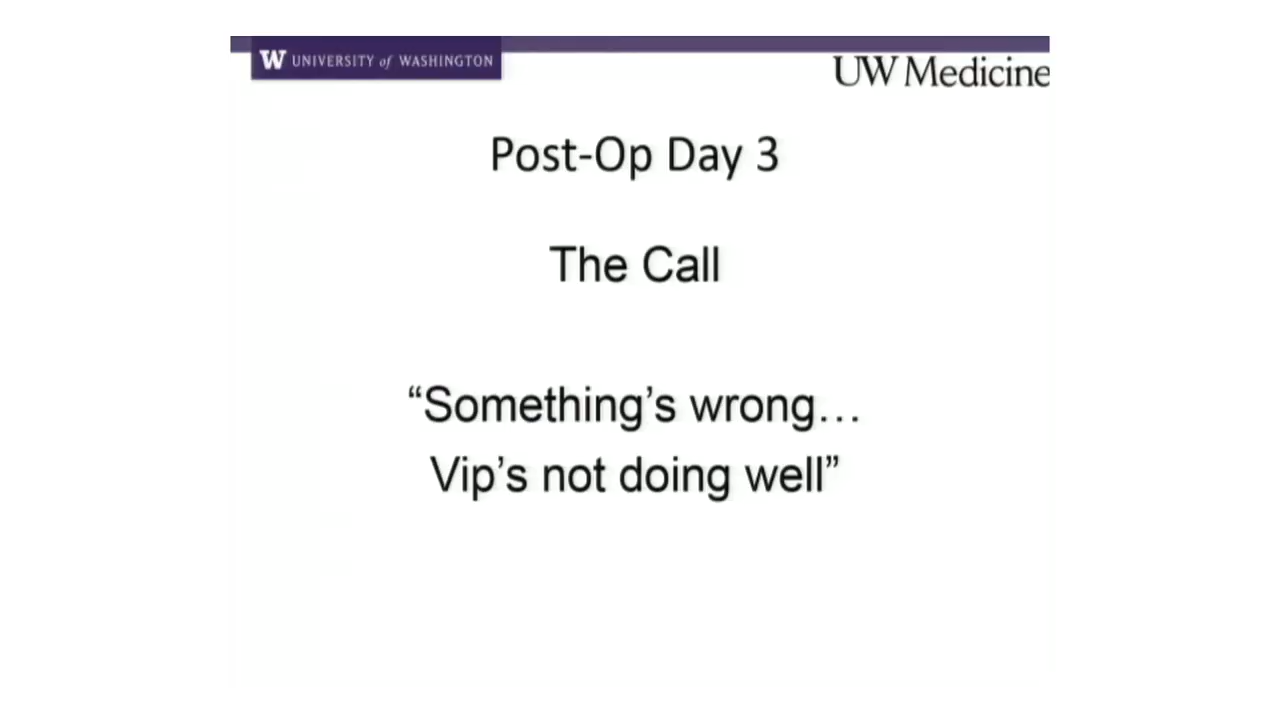 W UNIVERSITY of WASHINGTON
UW Medicine
Post-Op Day 3
The Call
“Something’s wrong…
Vip’s not doing well”